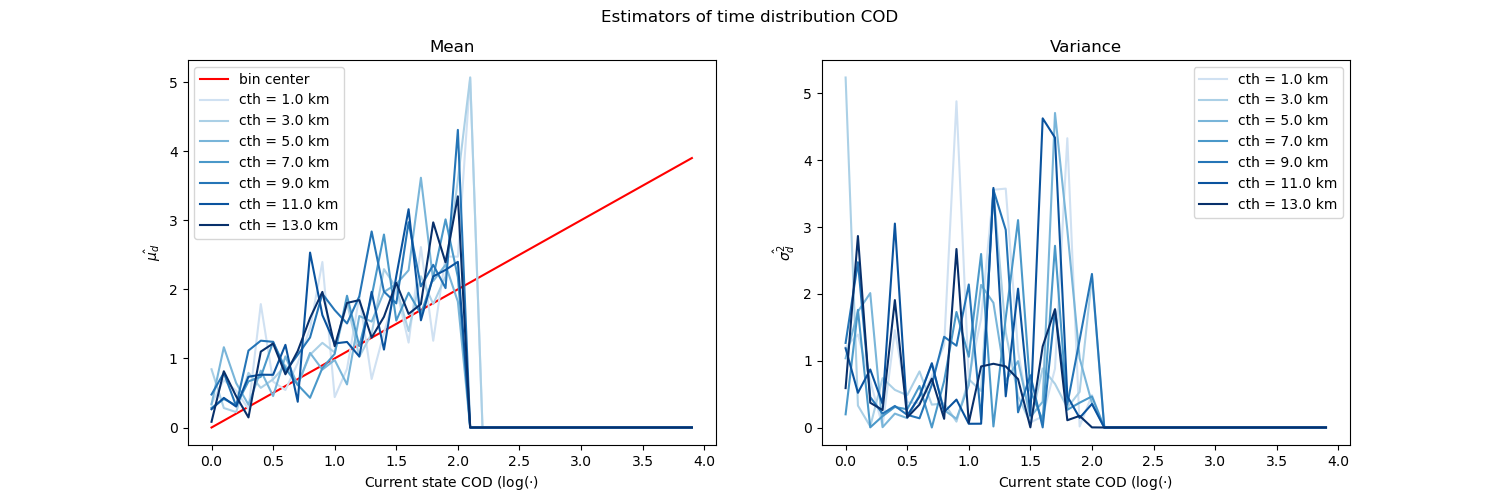 Estimators of time distribution COD
Mean
bin center
cth = 1.0 km
cth = 3.0 km
cth = 5.0 km
cth = 7.0 km
cth = 9.0 km
cth = 11.0 km
cth = 13.0 km
5
4
3
2
1
0
μ̂_d
0.0 0.5 1.0 1.5 2.0 2.5 3.0 3.5 4.0
Current state COD (log(·)
Variance
cth = 1.0 km
cth = 3.0 km
cth = 5.0 km
cth = 7.0 km
cth = 9.0 km
cth = 11.0 km
cth = 13.0 km
5
4
3
2
1
0
σ̂²_d
0.0 0.5 1.0 1.5 2.0 2.5 3.0 3.5 4.0
Current state COD (log(·)